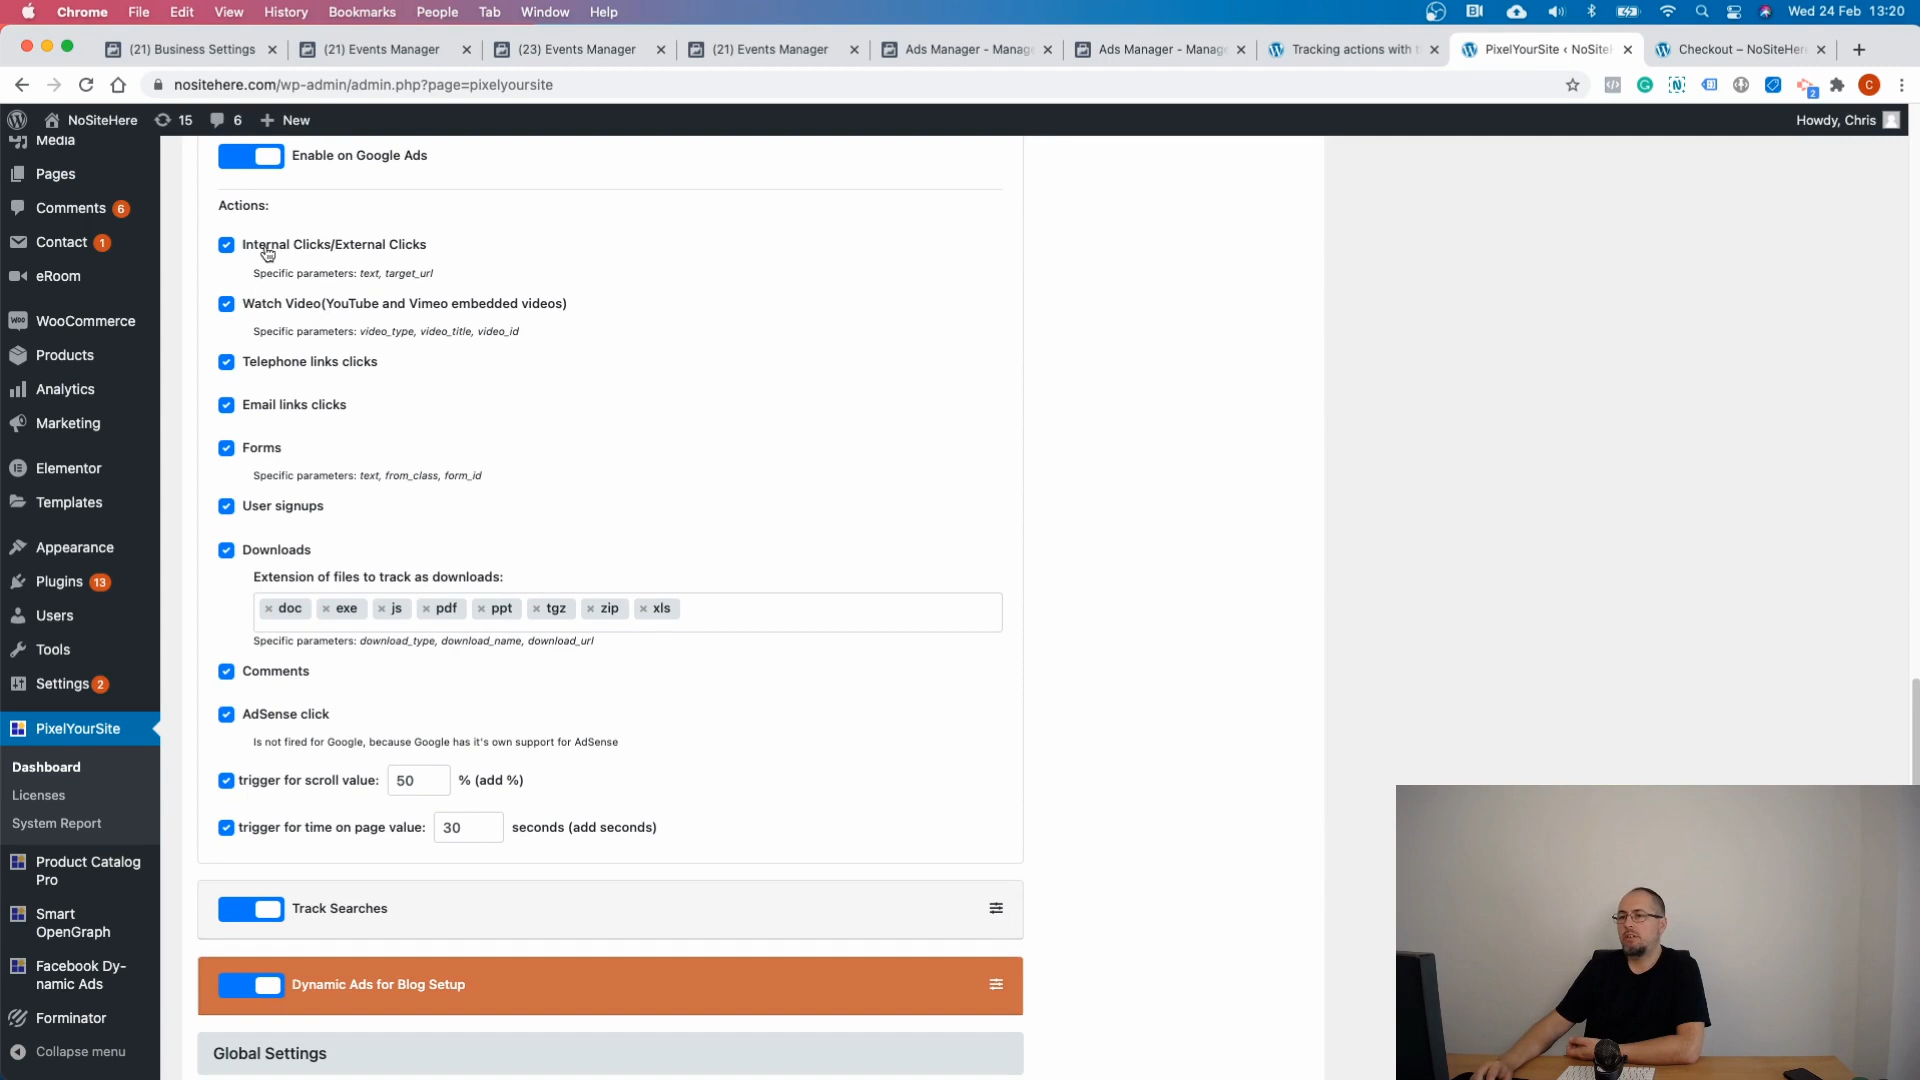 Chrome File Edit View History Bookmarks People Tab Window Help Wed 24 Feb 13:20
(21) Business Settings (21) Events Manager (23) Events Manager (21) Events Manager Ads Manager - Manag Ads Manager - Manag Tracking actions with t PixelYourSite ‹ NoSiteH Checkout – NoSiteHer
nositehere.com/wp-admin/admin.php?page=pixelyoursite
NoSiteHere 15 6 New Howdy, Chris
Media
Pages
Comments 6
Contact 1
eRoom
WooCommerce
Products
Analytics
Marketing
Elementor
Templates
Appearance
Plugins 13
Users
Tools
Settings 2
PixelYourSite
Dashboard
Licenses
System Report
Product Catalog
Pro
Smart
OpenGraph
Facebook Dy-
namic Ads
Forminator
Collapse menu
Enable on Google Ads
Actions:
Internal Clicks/External Clicks
Specific parameters: text, target_url
Watch Video(YouTube and Vimeo embedded videos)
Specific parameters: video_type, video_title, video_id
Telephone links clicks
Email links clicks
Forms
Specific parameters: text, from_class, form_id
User signups
Downloads
Extension of files to track as downloads:
× doc × exe × js × pdf × ppt × tgz × zip × xls
Specific parameters: download_type, download_name, download_url
Comments
AdSense click
Is not fired for Google, because Google has it's own support for AdSense
trigger for scroll value: 50 % (add %)
trigger for time on page value: 30 seconds (add seconds)
Track Searches
Dynamic Ads for Blog Setup
Global Settings